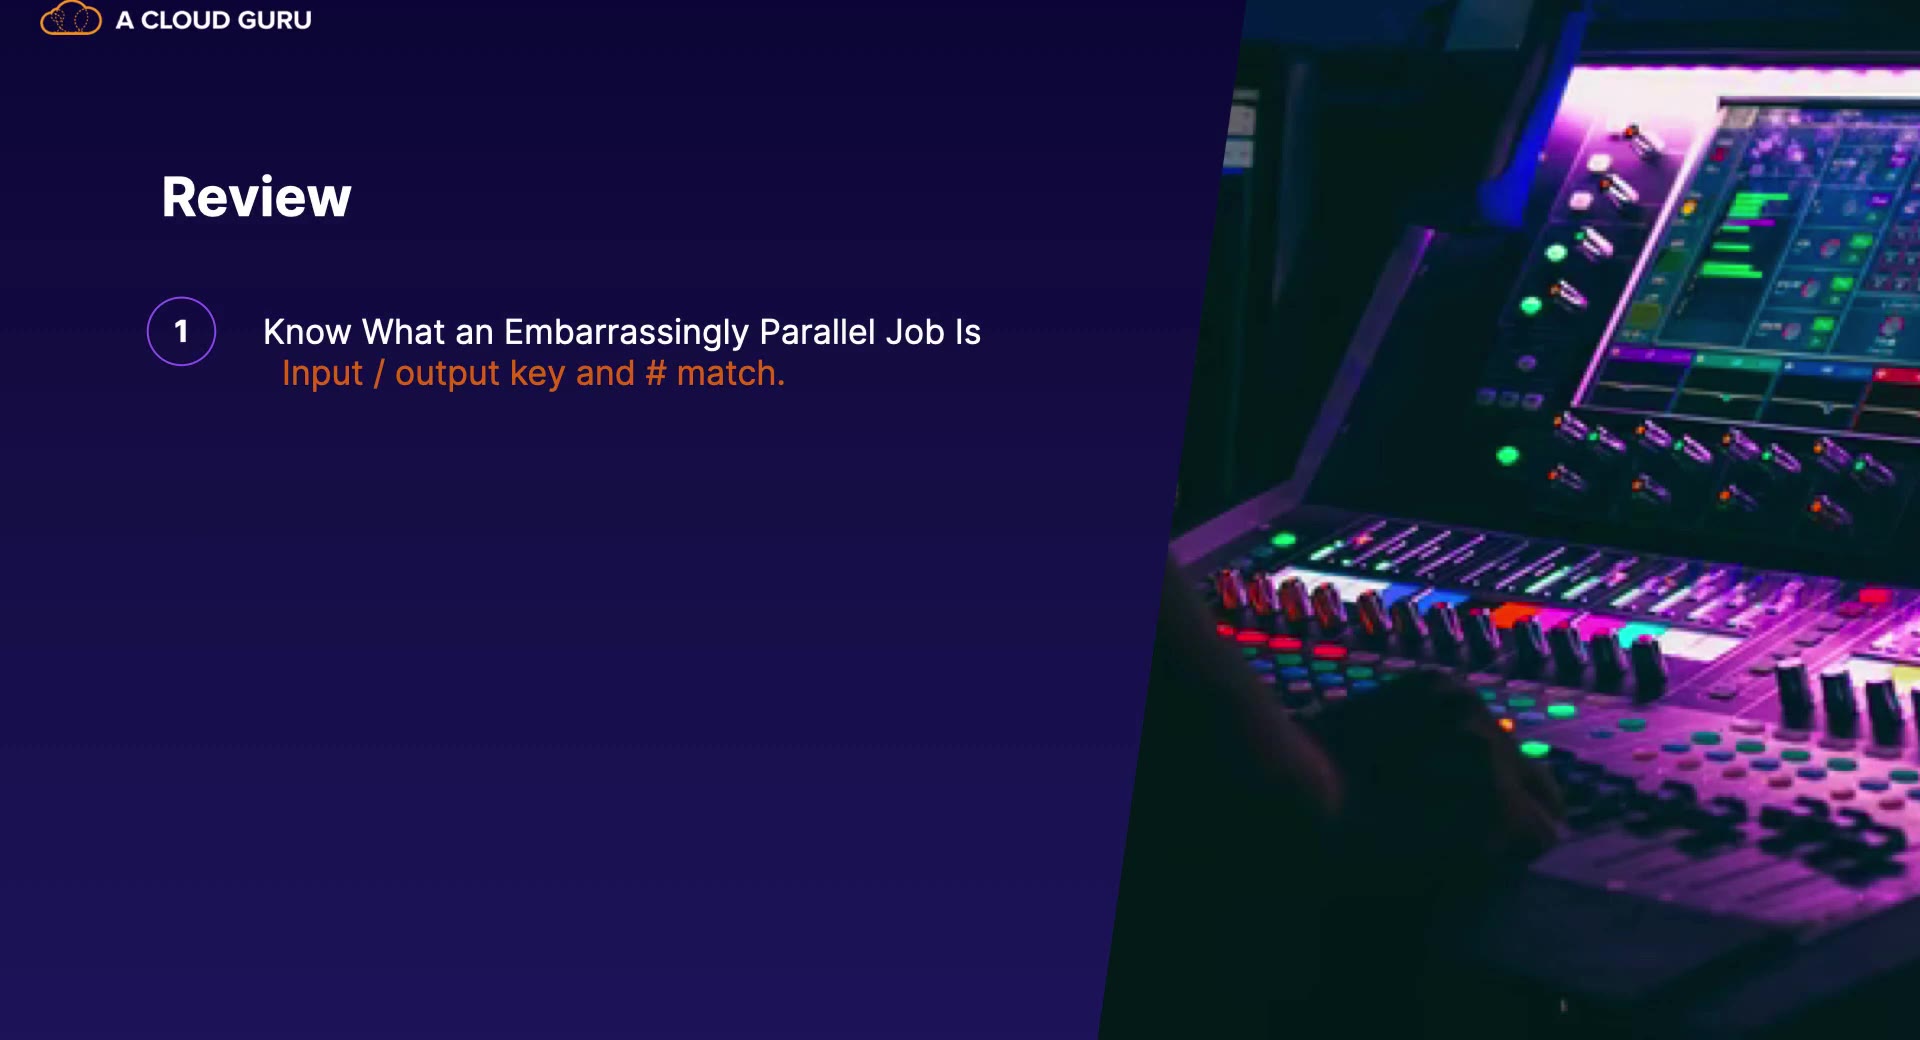 A CLOUD GURU
Review
1
Know What an Embarrassingly Parallel Job Is
Input / output key and # match.